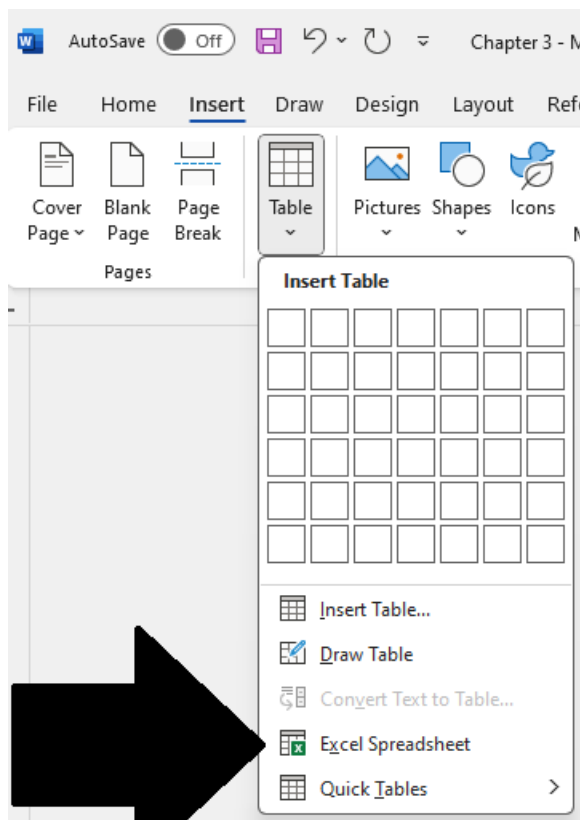 AutoSave Off Chapter 3 - M
File Home Insert Draw Design Layout Refe
Cover Page Blank Page Page Break Table Pictures Shapes Icons
Pages
Insert Table
Insert Table...
Draw Table
Convert Text to Table...
Excel Spreadsheet
Quick Tables